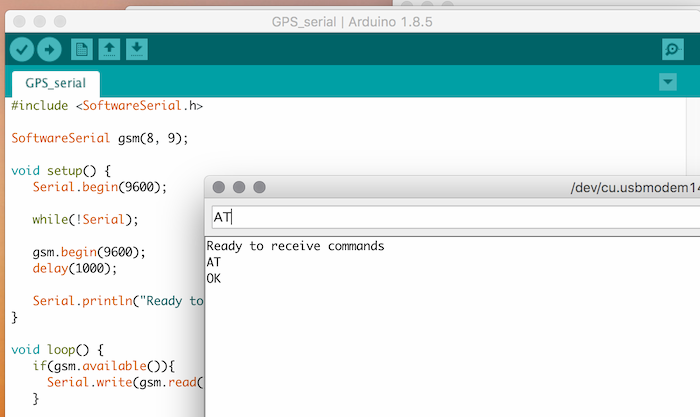 GPS_serial | Arduino 1.8.5
GPS_serial
#include <SoftwareSerial.h>
SoftwareSerial gsm(8, 9);
void setup() {
Serial.begin(9600);
while(!Serial);
gsm.begin(9600);
delay(1000);
Serial.println("Ready to
}
void loop() {
if(gsm.available()){
Serial.write(gsm.read(
}
/dev/cu.usbmodem14
AT
Ready to receive commands
AT
OK